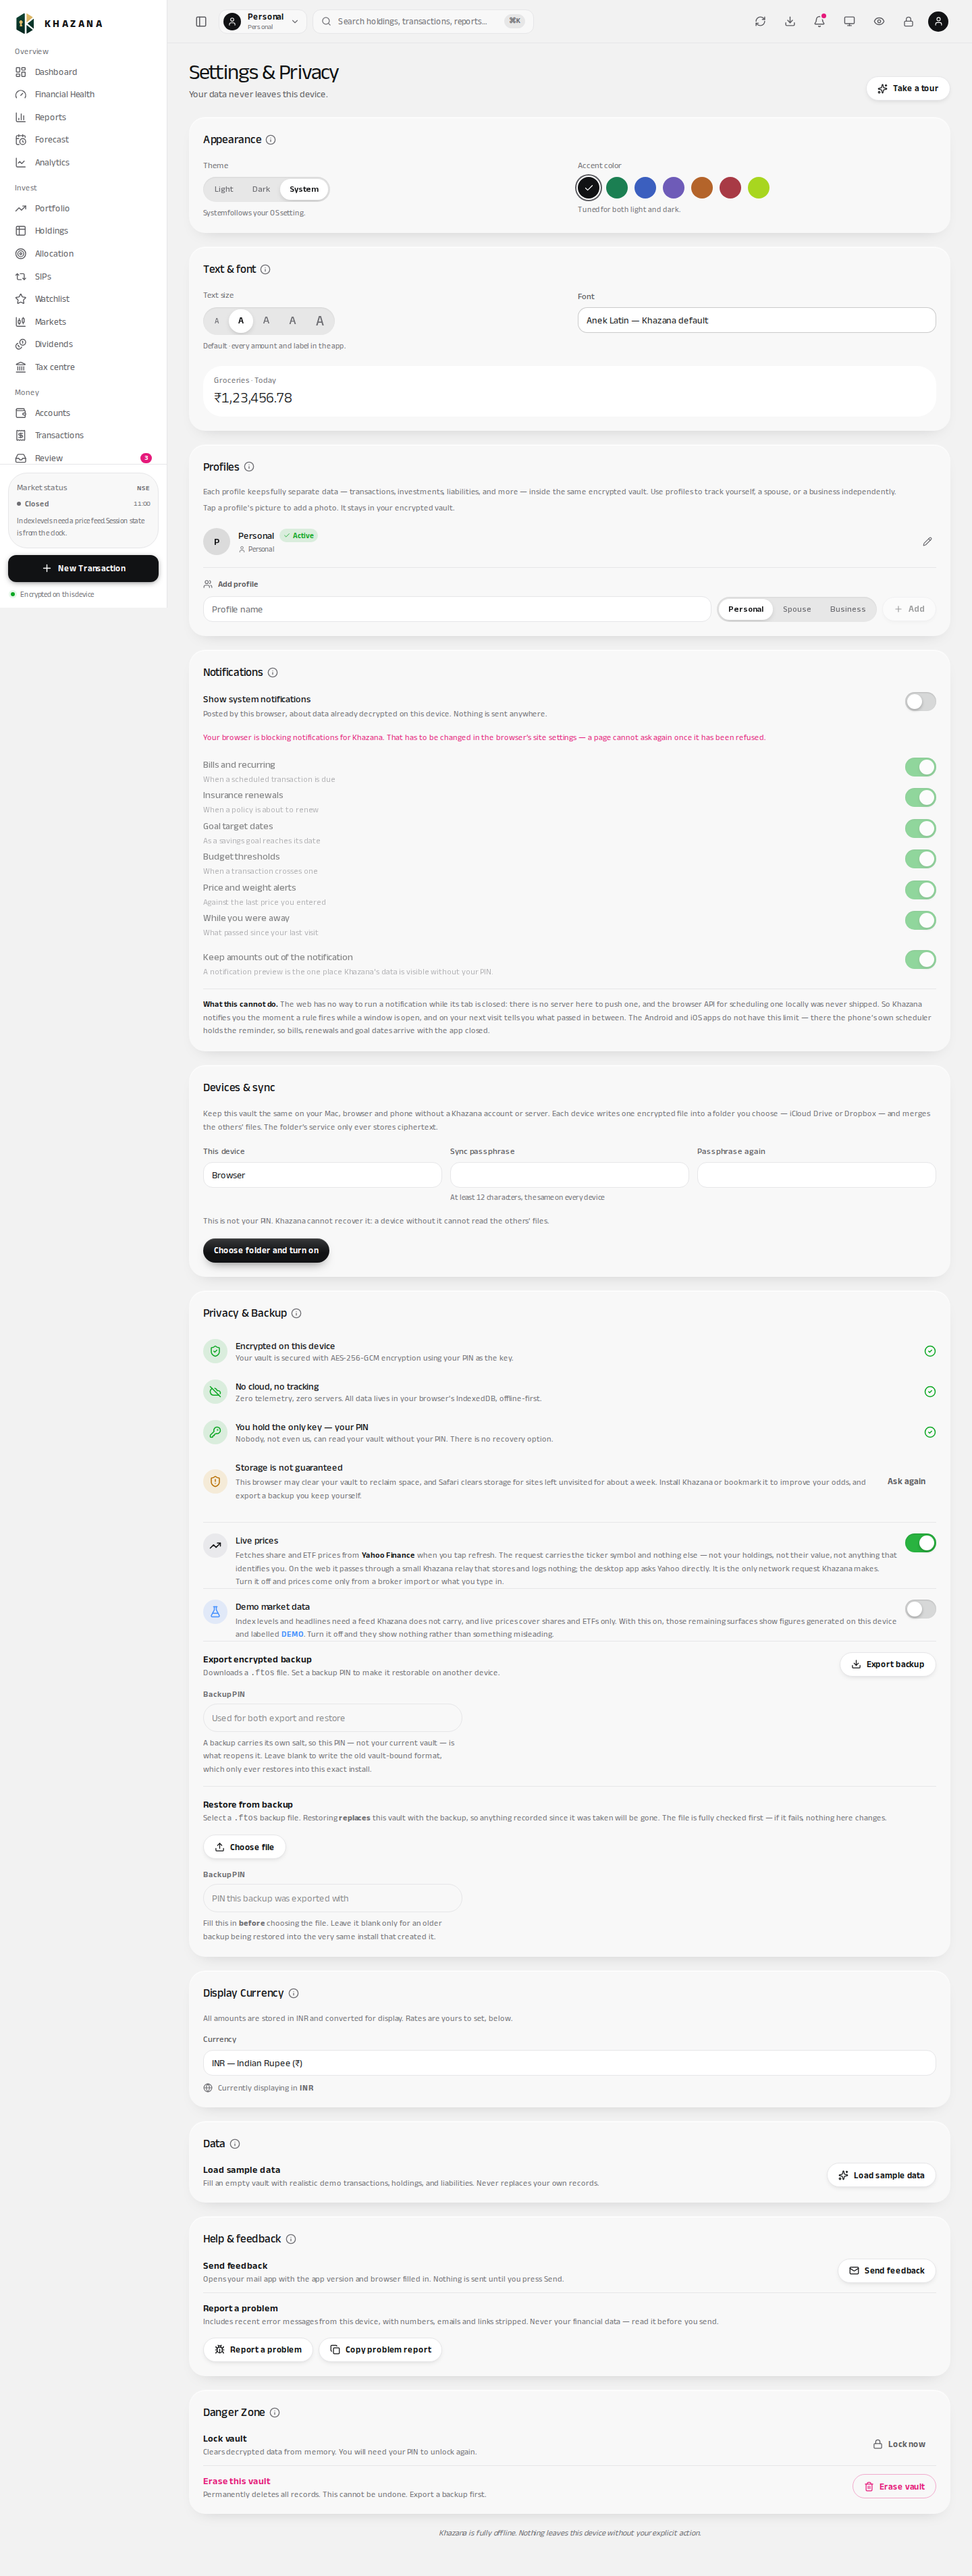 KHAZANA
Overview
Dashboard
Financial Health
Reports
Forecast
Analytics
Invest
Portfolio
Holdings
Allocation
SIPs
Watchlist
Markets
Dividends
Tax centre
Money
Accounts
Transactions
Review 3
Market status NSE
Closed 11:00
Index levels need a price feed. Session state
is from the clock.
New Transaction
Encrypted on this device
Personal
Personal
Search holdings, transactions, reports... ⌘K
Settings & Privacy
Your data never leaves this device.
Take a tour
Appearance
Theme
Light Dark System
System follows your OS setting.
Accent color
Tuned for both light and dark.
Text & font
Text size
A A A A A
Default · every amount and label in the app.
Font
Anek Latin — Khazana default
Groceries · Today
₹1,23,456.78
Profiles
Each profile keeps fully separate data — transactions, investments, liabilities, and more — inside the same encrypted vault. Use profiles to track yourself, a spouse, or a business independently.
Tap a profile's picture to add a photo. It stays in your encrypted vault.
P
Personal Active
Personal
Add profile
Profile name
Personal Spouse Business
Add
Notifications
Show system notifications
Posted by this browser, about data already decrypted on this device. Nothing is sent anywhere.
Your browser is blocking notifications for Khazana. That has to be changed in the browser's site settings — a page cannot ask again once it has been refused.
Bills and recurring
When a scheduled transaction is due
Insurance renewals
When a policy is about to renew
Goal target dates
As a savings goal reaches its date
Budget thresholds
When a transaction crosses one
Price and weight alerts
Against the last price you entered
While you were away
What passed since your last visit
Keep amounts out of the notification
A notification preview is the one place Khazana's data is visible without your PIN.
What this cannot do. The web has no way to run a notification while its tab is closed: there is no server here to push one, and the browser API for scheduling one locally was never shipped. So Khazana
notifies you the moment a rule fires while a window is open, and on your next visit tells you what passed in between. The Android and iOS apps do not have this limit — there the phone's own scheduler
holds the reminder, so bills, renewals and goal dates arrive with the app closed.
Devices & sync
Keep this vault the same on your Mac, browser and phone without a Khazana account or server. Each device writes one encrypted file into a folder you choose — iCloud Drive or Dropbox — and merges
the others' files. The folder's service only ever stores ciphertext.
This device
Browser
Sync passphrase
At least 12 characters, the same on every device
Passphrase again
This is not your PIN. Khazana cannot recover it: a device without it cannot read the others' files.
Choose folder and turn on
Privacy & Backup
Encrypted on this device
Your vault is secured with AES-256-GCM encryption using your PIN as the key.
No cloud, no tracking
Zero telemetry, zero servers. All data lives in your browser's IndexedDB, offline-first.
You hold the only key — your PIN
Nobody, not even us, can read your vault without your PIN. There is no recovery option.
Storage is not guaranteed
This browser may clear your vault to reclaim space, and Safari clears storage for sites left unvisited for about a week. Install Khazana or bookmark it to improve your odds, and
export a backup you keep yourself.
Ask again
Live prices
Fetches share and ETF prices from Yahoo Finance when you tap refresh. The request carries the ticker symbol and nothing else — not your holdings, not their value, not anything that
identifies you. On the web it passes through a small Khazana relay that stores and logs nothing; the desktop app asks Yahoo directly. It is the only network request Khazana makes.
Turn it off and prices come only from a broker import or what you type in.
Demo market data
Index levels and headlines need a feed Khazana does not carry, and live prices cover shares and ETFs only. With this on, those remaining surfaces show figures generated on this device
and labelled DEMO. Turn it off and they show nothing rather than something misleading.
Export encrypted backup
Downloads a .ftos file. Set a backup PIN to make it restorable on another device.
Export backup
Backup PIN
Used for both export and restore
A backup carries its own salt, so this PIN — not your current vault — is
what reopens it. Leave blank to write the old vault-bound format,
which only ever restores into this exact install.
Restore from backup
Select a .ftos backup file. Restoring replaces this vault with the backup, so anything recorded since it was taken will be gone. The file is fully checked first — if it fails, nothing here changes.
Choose file
Backup PIN
PIN this backup was exported with
Fill this in before choosing the file. Leave it blank only for an older
backup being restored into the very same install that created it.
Display Currency
All amounts are stored in INR and converted for display. Rates are yours to set, below.
Currency
INR — Indian Rupee (₹)
Currently displaying in INR
Data
Load sample data
Fill an empty vault with realistic demo transactions, holdings, and liabilities. Never replaces your own records.
Load sample data
Help & feedback
Send feedback
Opens your mail app with the app version and browser filled in. Nothing is sent until you press Send.
Send feedback
Report a problem
Includes recent error messages from this device, with numbers, emails and links stripped. Never your financial data — read it before you send.
Report a problem
Copy problem report
Danger Zone
Lock vault
Clears decrypted data from memory. You will need your PIN to unlock again.
Lock now
Erase this vault
Permanently deletes all records. This cannot be undone. Export a backup first.
Erase vault
Khazana is fully offline. Nothing leaves this device without your explicit action.